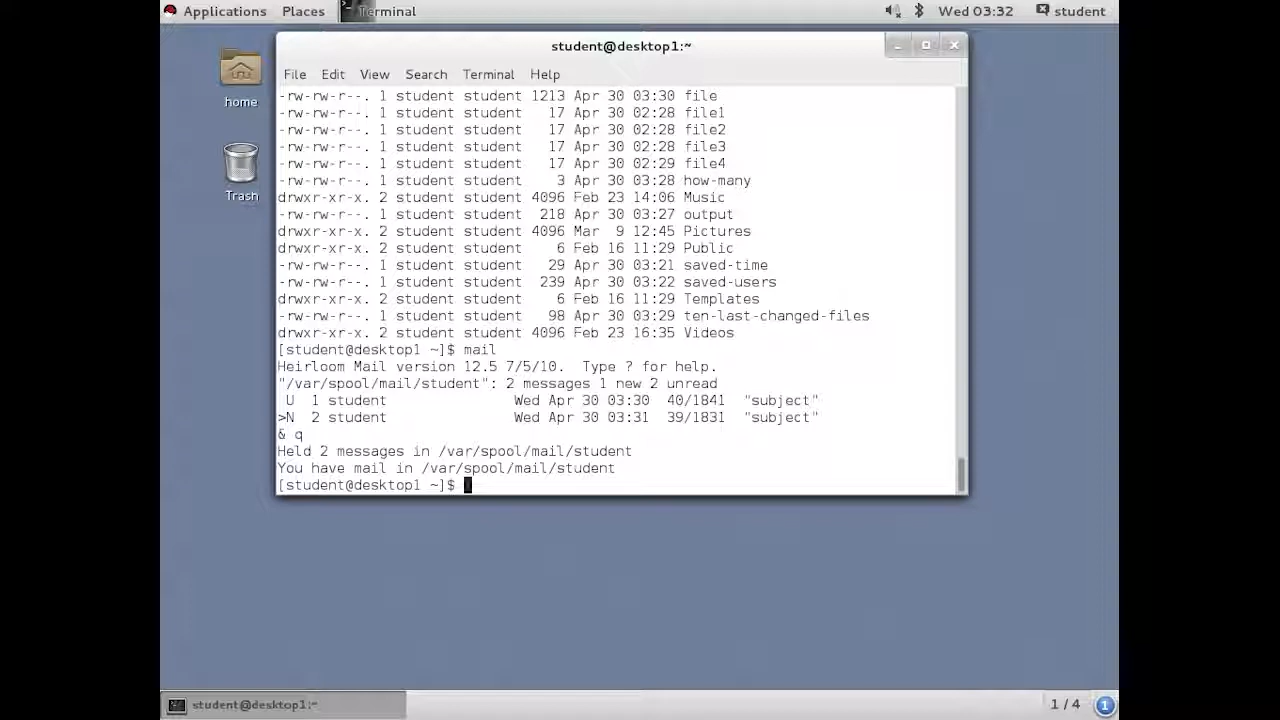 Applications Places Terminal Wed 03:32 student
student@desktop1:~
File Edit View Search Terminal Help
home
Trash
-rw-rw-r--. 1 student student 1213 Apr 30 03:30 file
-rw-rw-r--. 1 student student   17 Apr 30 02:28 file1
-rw-rw-r--. 1 student student   17 Apr 30 02:28 file2
-rw-rw-r--. 1 student student   17 Apr 30 02:28 file3
-rw-rw-r--. 1 student student   17 Apr 30 02:29 file4
-rw-rw-r--. 1 student student    3 Apr 30 03:28 how-many
drwxr-xr-x. 2 student student 4096 Feb 23 14:06 Music
-rw-rw-r--. 1 student student  218 Apr 30 03:27 output
drwxr-xr-x. 2 student student 4096 Mar  9 12:45 Pictures
drwxr-xr-x. 2 student student    6 Feb 16 11:29 Public
-rw-rw-r--. 1 student student   29 Apr 30 03:21 saved-time
-rw-rw-r--. 1 student student  239 Apr 30 03:22 saved-users
drwxr-xr-x. 2 student student    6 Feb 16 11:29 Templates
-rw-rw-r--. 1 student student   98 Apr 30 03:29 ten-last-changed-files
drwxr-xr-x. 2 student student 4096 Feb 23 16:35 Videos
[student@desktop1 ~]$ mail
Heirloom Mail version 12.5 7/5/10.  Type ? for help.
"/var/spool/mail/student": 2 messages 1 new 2 unread
 U  1 student               Wed Apr 30 03:30  40/1841  "subject"
>N  2 student               Wed Apr 30 03:31  39/1831  "subject"
& q
Held 2 messages in /var/spool/mail/student
You have mail in /var/spool/mail/student
[student@desktop1 ~]$
student@desktop1:~ 1 / 4 1